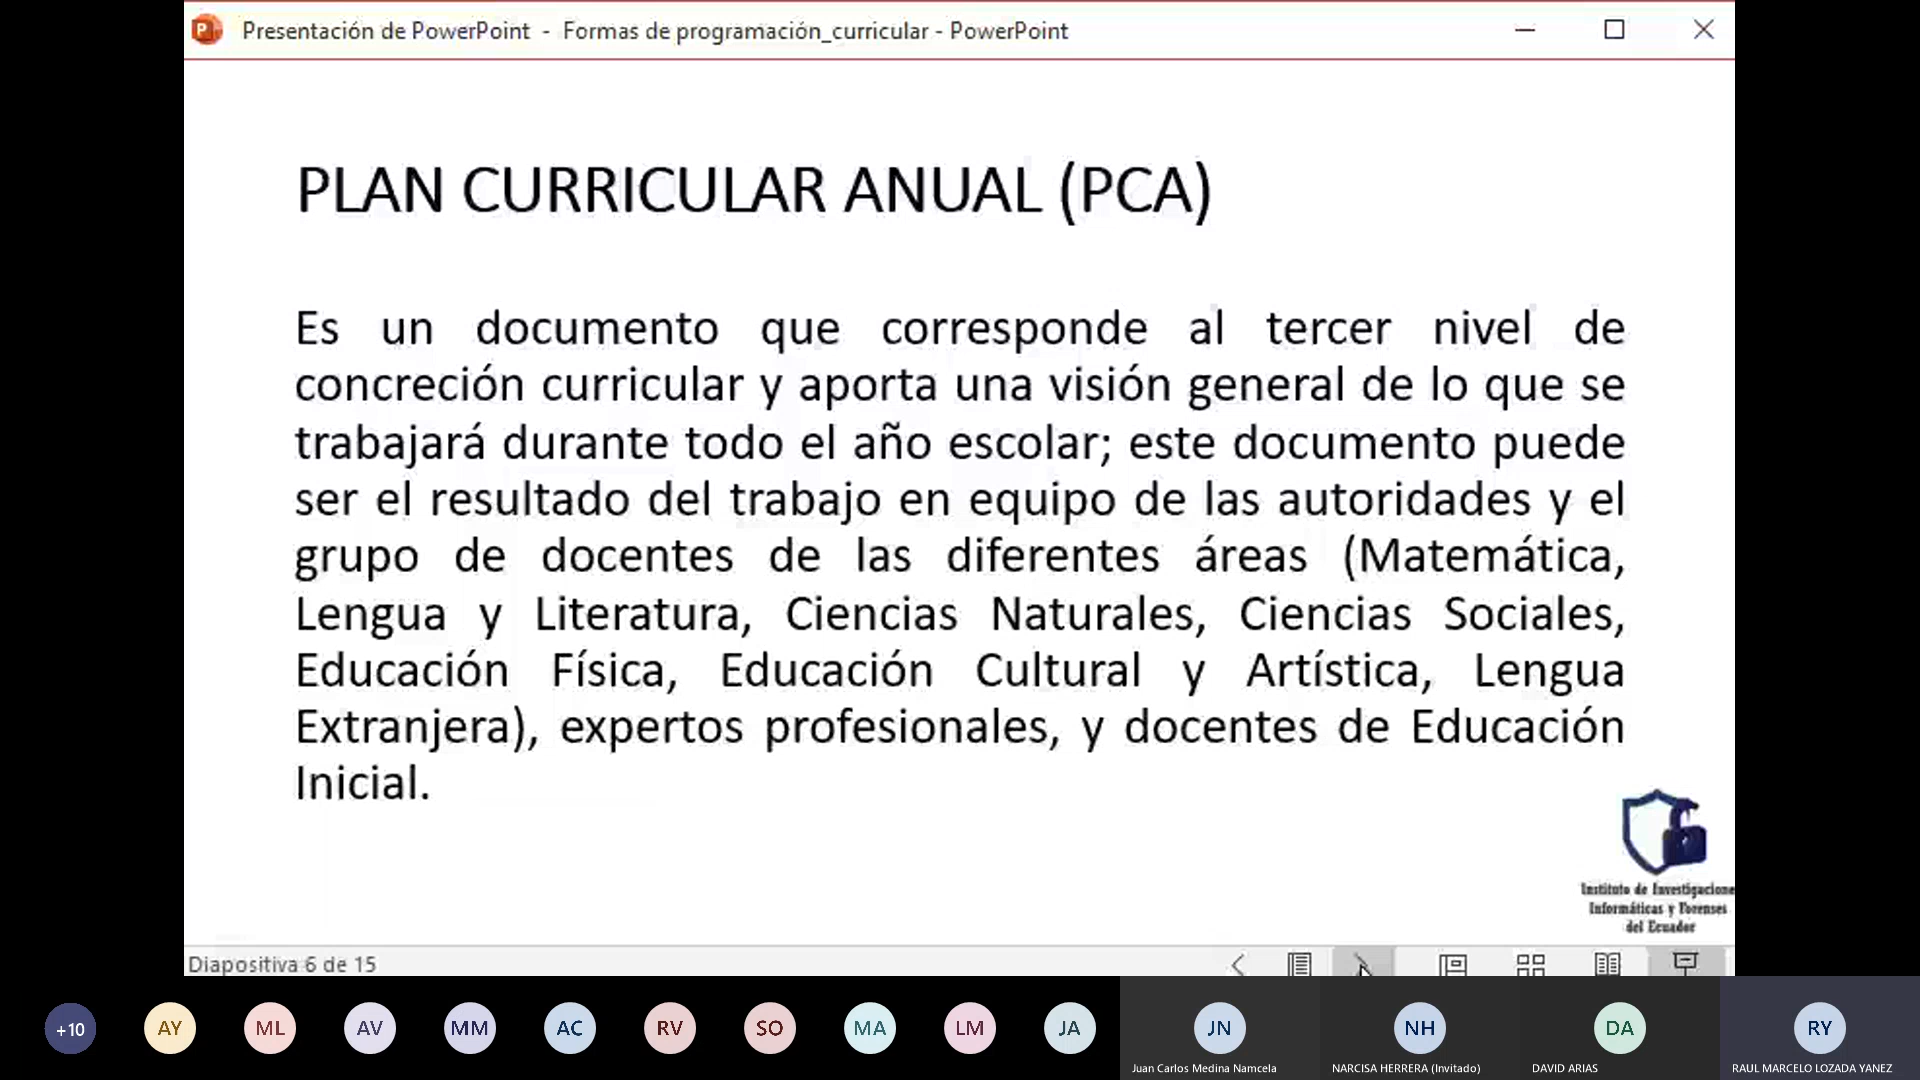 Presentación de PowerPoint - Formas de programación_curricular - PowerPoint
PLAN CURRICULAR ANUAL (PCA)
Es un documento que corresponde al tercer nivel de
concreción curricular y aporta una visión general de lo que se
trabajará durante todo el año escolar; este documento puede
ser el resultado del trabajo en equipo de las autoridades y el
grupo de docentes de las diferentes áreas (Matemática,
Lengua y Literatura, Ciencias Naturales, Ciencias Sociales,
Educación Física, Educación Cultural y Artística, Lengua
Extranjera), expertos profesionales, y docentes de Educación
Inicial.
Instituto de Investigacione
Informáticas y Forenses
del Ecuador
Diapositiva 6 de 15
+10 AY ML AV MM AC RV SO MA LM JA JN NH DA RY
Juan Carlos Medina Namcela NARCISA HERRERA (Invitado) DAVID ARIAS RAUL MARCELO LOZADA YANEZ